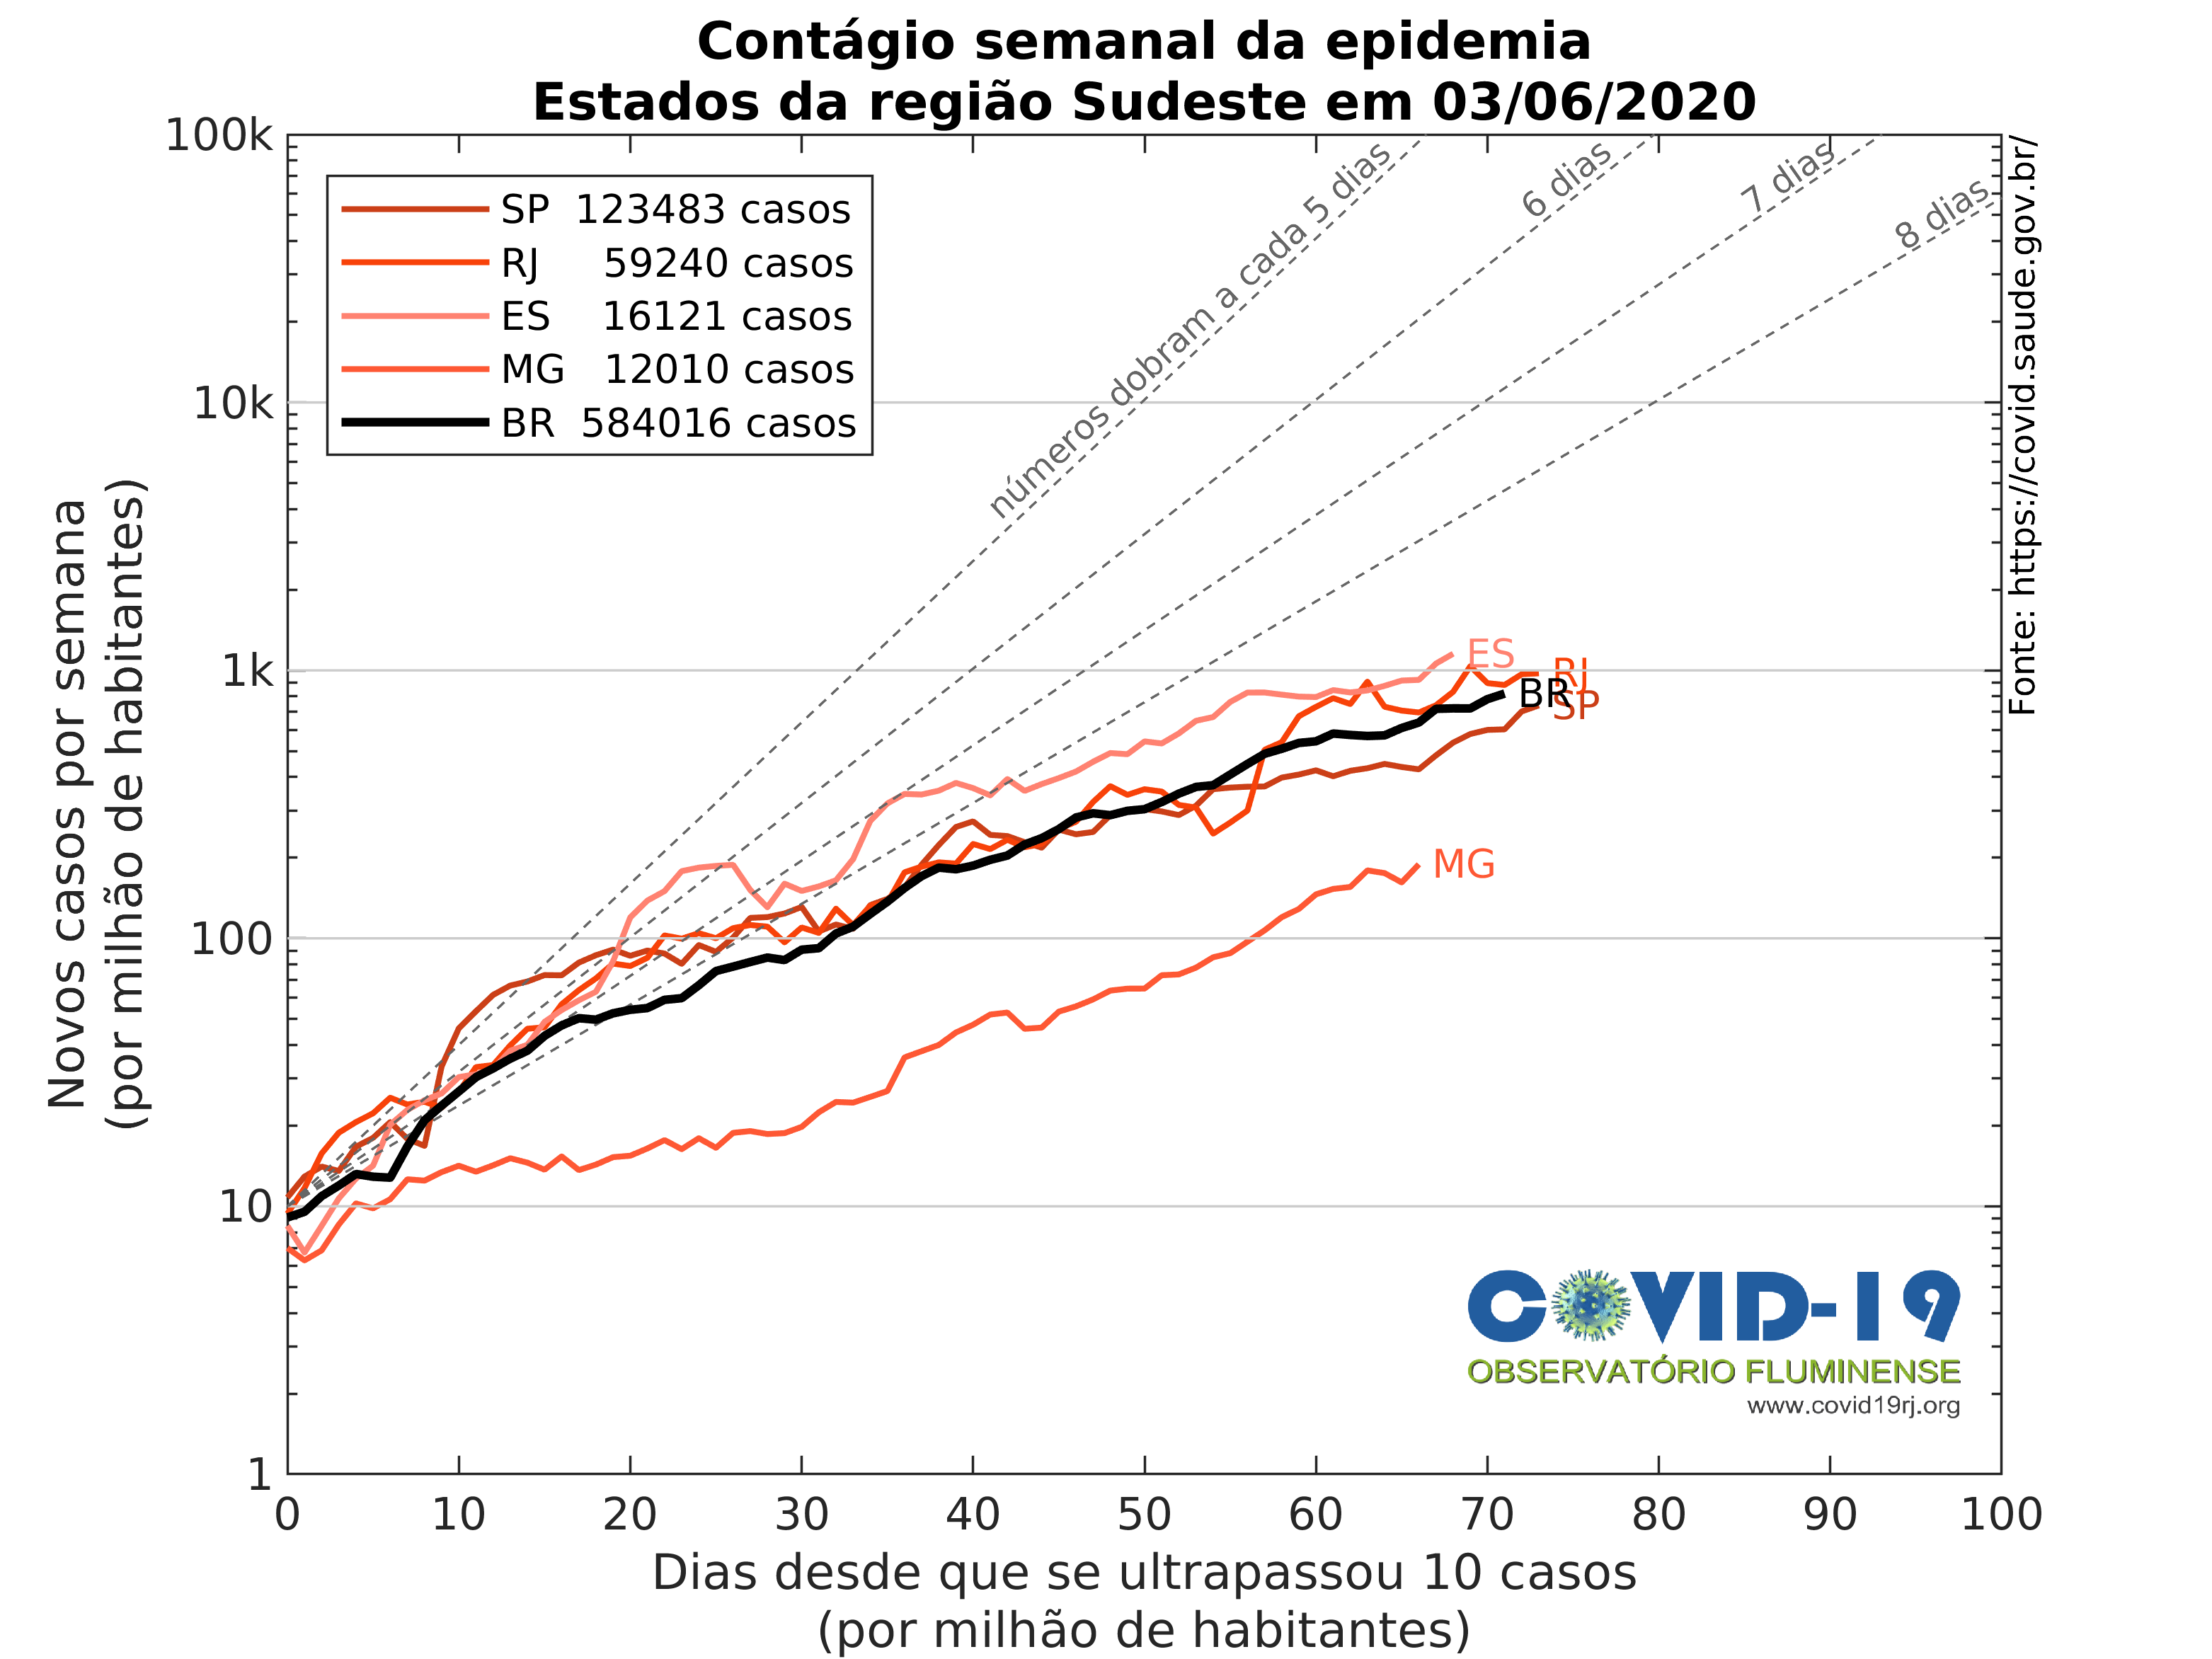 Contágio semanal da epidemia
Estados da região Sudeste em 03/06/2020
100k
10k
1k
100
10
1
Novos casos por semana
(por milhão de habitantes)
SP 123483 casos
RJ 59240 casos
ES 16121 casos
MG 12010 casos
BR 584016 casos
números dobram a cada 5 dias
6 dias
7 dias
8 dias
Fonte: https://covid.saude.gov.br/
ES
RJ
BR
SP
MG
COVID-19
OBSERVATÓRIO FLUMINENSE
www.covid19rj.org
0 10 20 30 40 50 60 70 80 90 100
Dias desde que se ultrapassou 10 casos
(por milhão de habitantes)